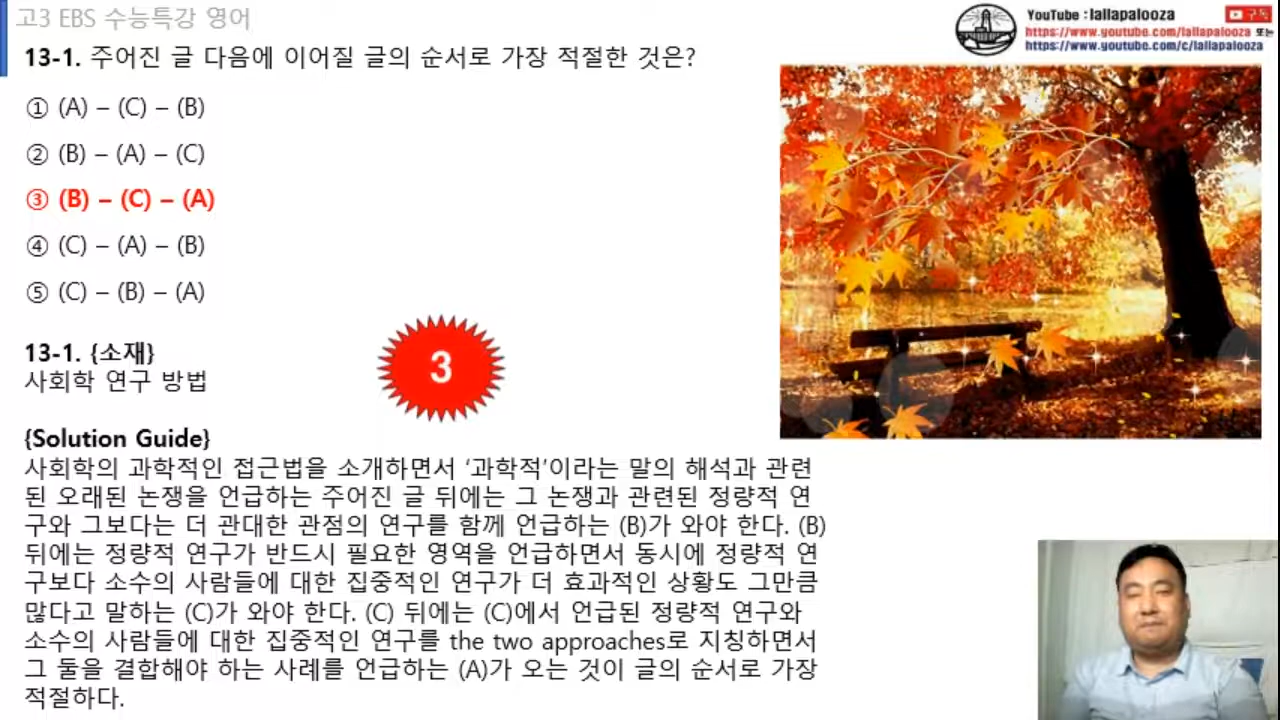 고3 EBS 수능특강 영어
YouTube : lallapalooza
구독
https://www.youtube.com/lallapalooza 또는
https://www.youtube.com/c/lallapalooza
13-1. 주어진 글 다음에 이어질 글의 순서로 가장 적절한 것은?
① (A) – (C) – (B)
② (B) – (A) – (C)
③ (B) – (C) – (A)
④ (C) – (A) – (B)
⑤ (C) – (B) – (A)
3
13-1. {소재}
사회학 연구 방법
{Solution Guide}
사회학의 과학적인 접근법을 소개하면서 ‘과학적’이라는 말의 해석과 관련
된 오래된 논쟁을 언급하는 주어진 글 뒤에는 그 논쟁과 관련된 정량적 연
구와 그보다는 더 관대한 관점의 연구를 함께 언급하는 (B)가 와야 한다. (B)
뒤에는 정량적 연구가 반드시 필요한 영역을 언급하면서 동시에 정량적 연
구보다 소수의 사람들에 대한 집중적인 연구가 더 효과적인 상황도 그만큼
많다고 말하는 (C)가 와야 한다. (C) 뒤에는 (C)에서 언급된 정량적 연구와
소수의 사람들에 대한 집중적인 연구를 the two approaches로 지칭하면서
그 둘을 결합해야 하는 사례를 언급하는 (A)가 오는 것이 글의 순서로 가장
적절하다.